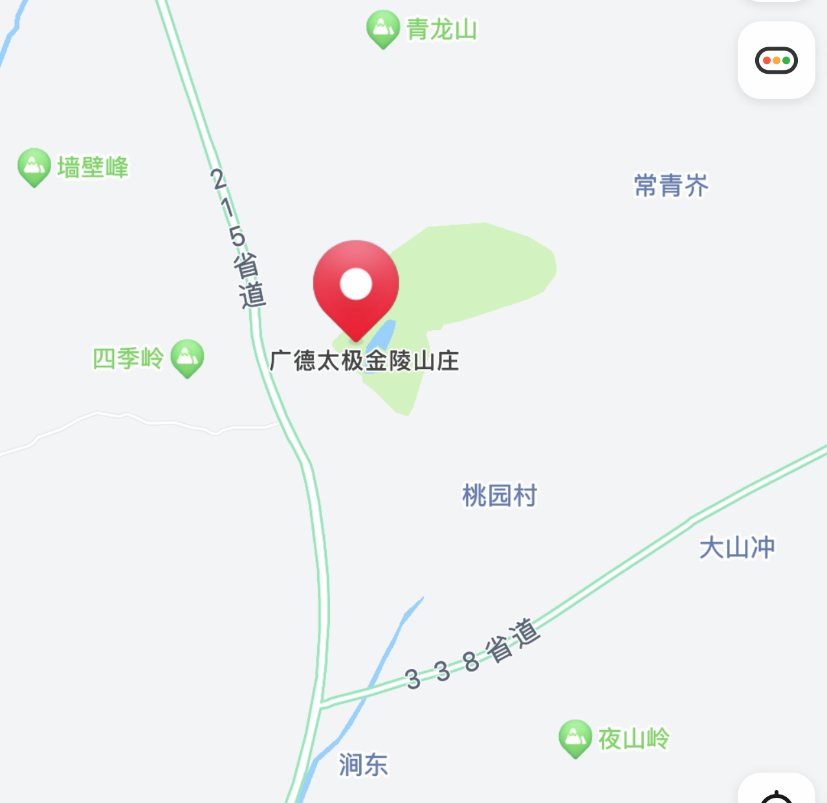 青龙山
墙壁峰
常青岕
215省道
四季岭
广德太极金陵山庄
桃园村
大山冲
338省道
夜山岭
涧东